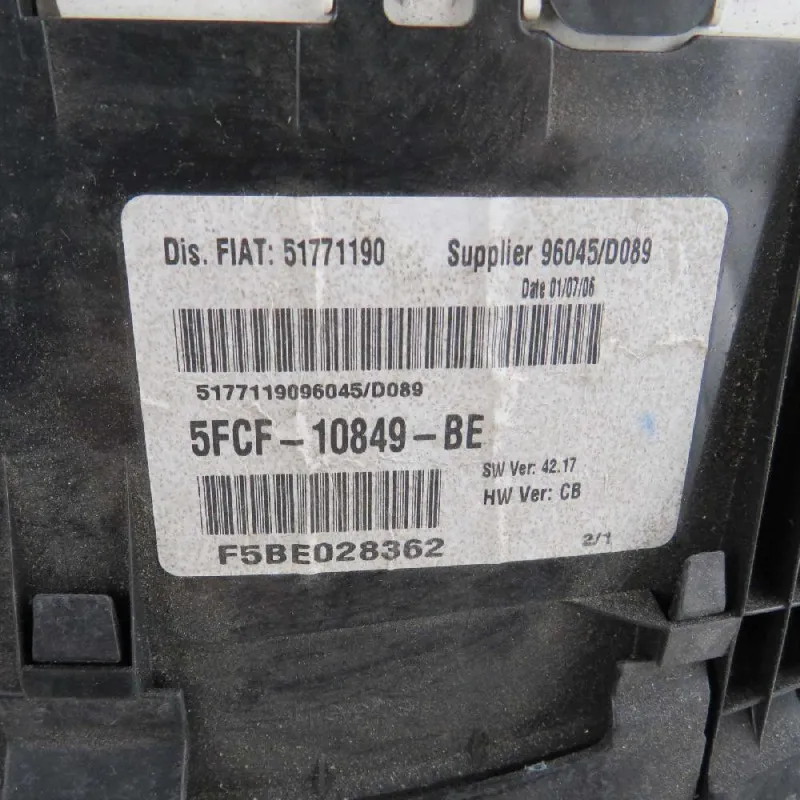 Dis. FIAT: 51771190 Supplier 96045/D089
Date 01/07/06
5177119096045/D089
5FCF-10849-BE
SW Ver: 42.17
HW Ver: CB
F5BE028362 2/1